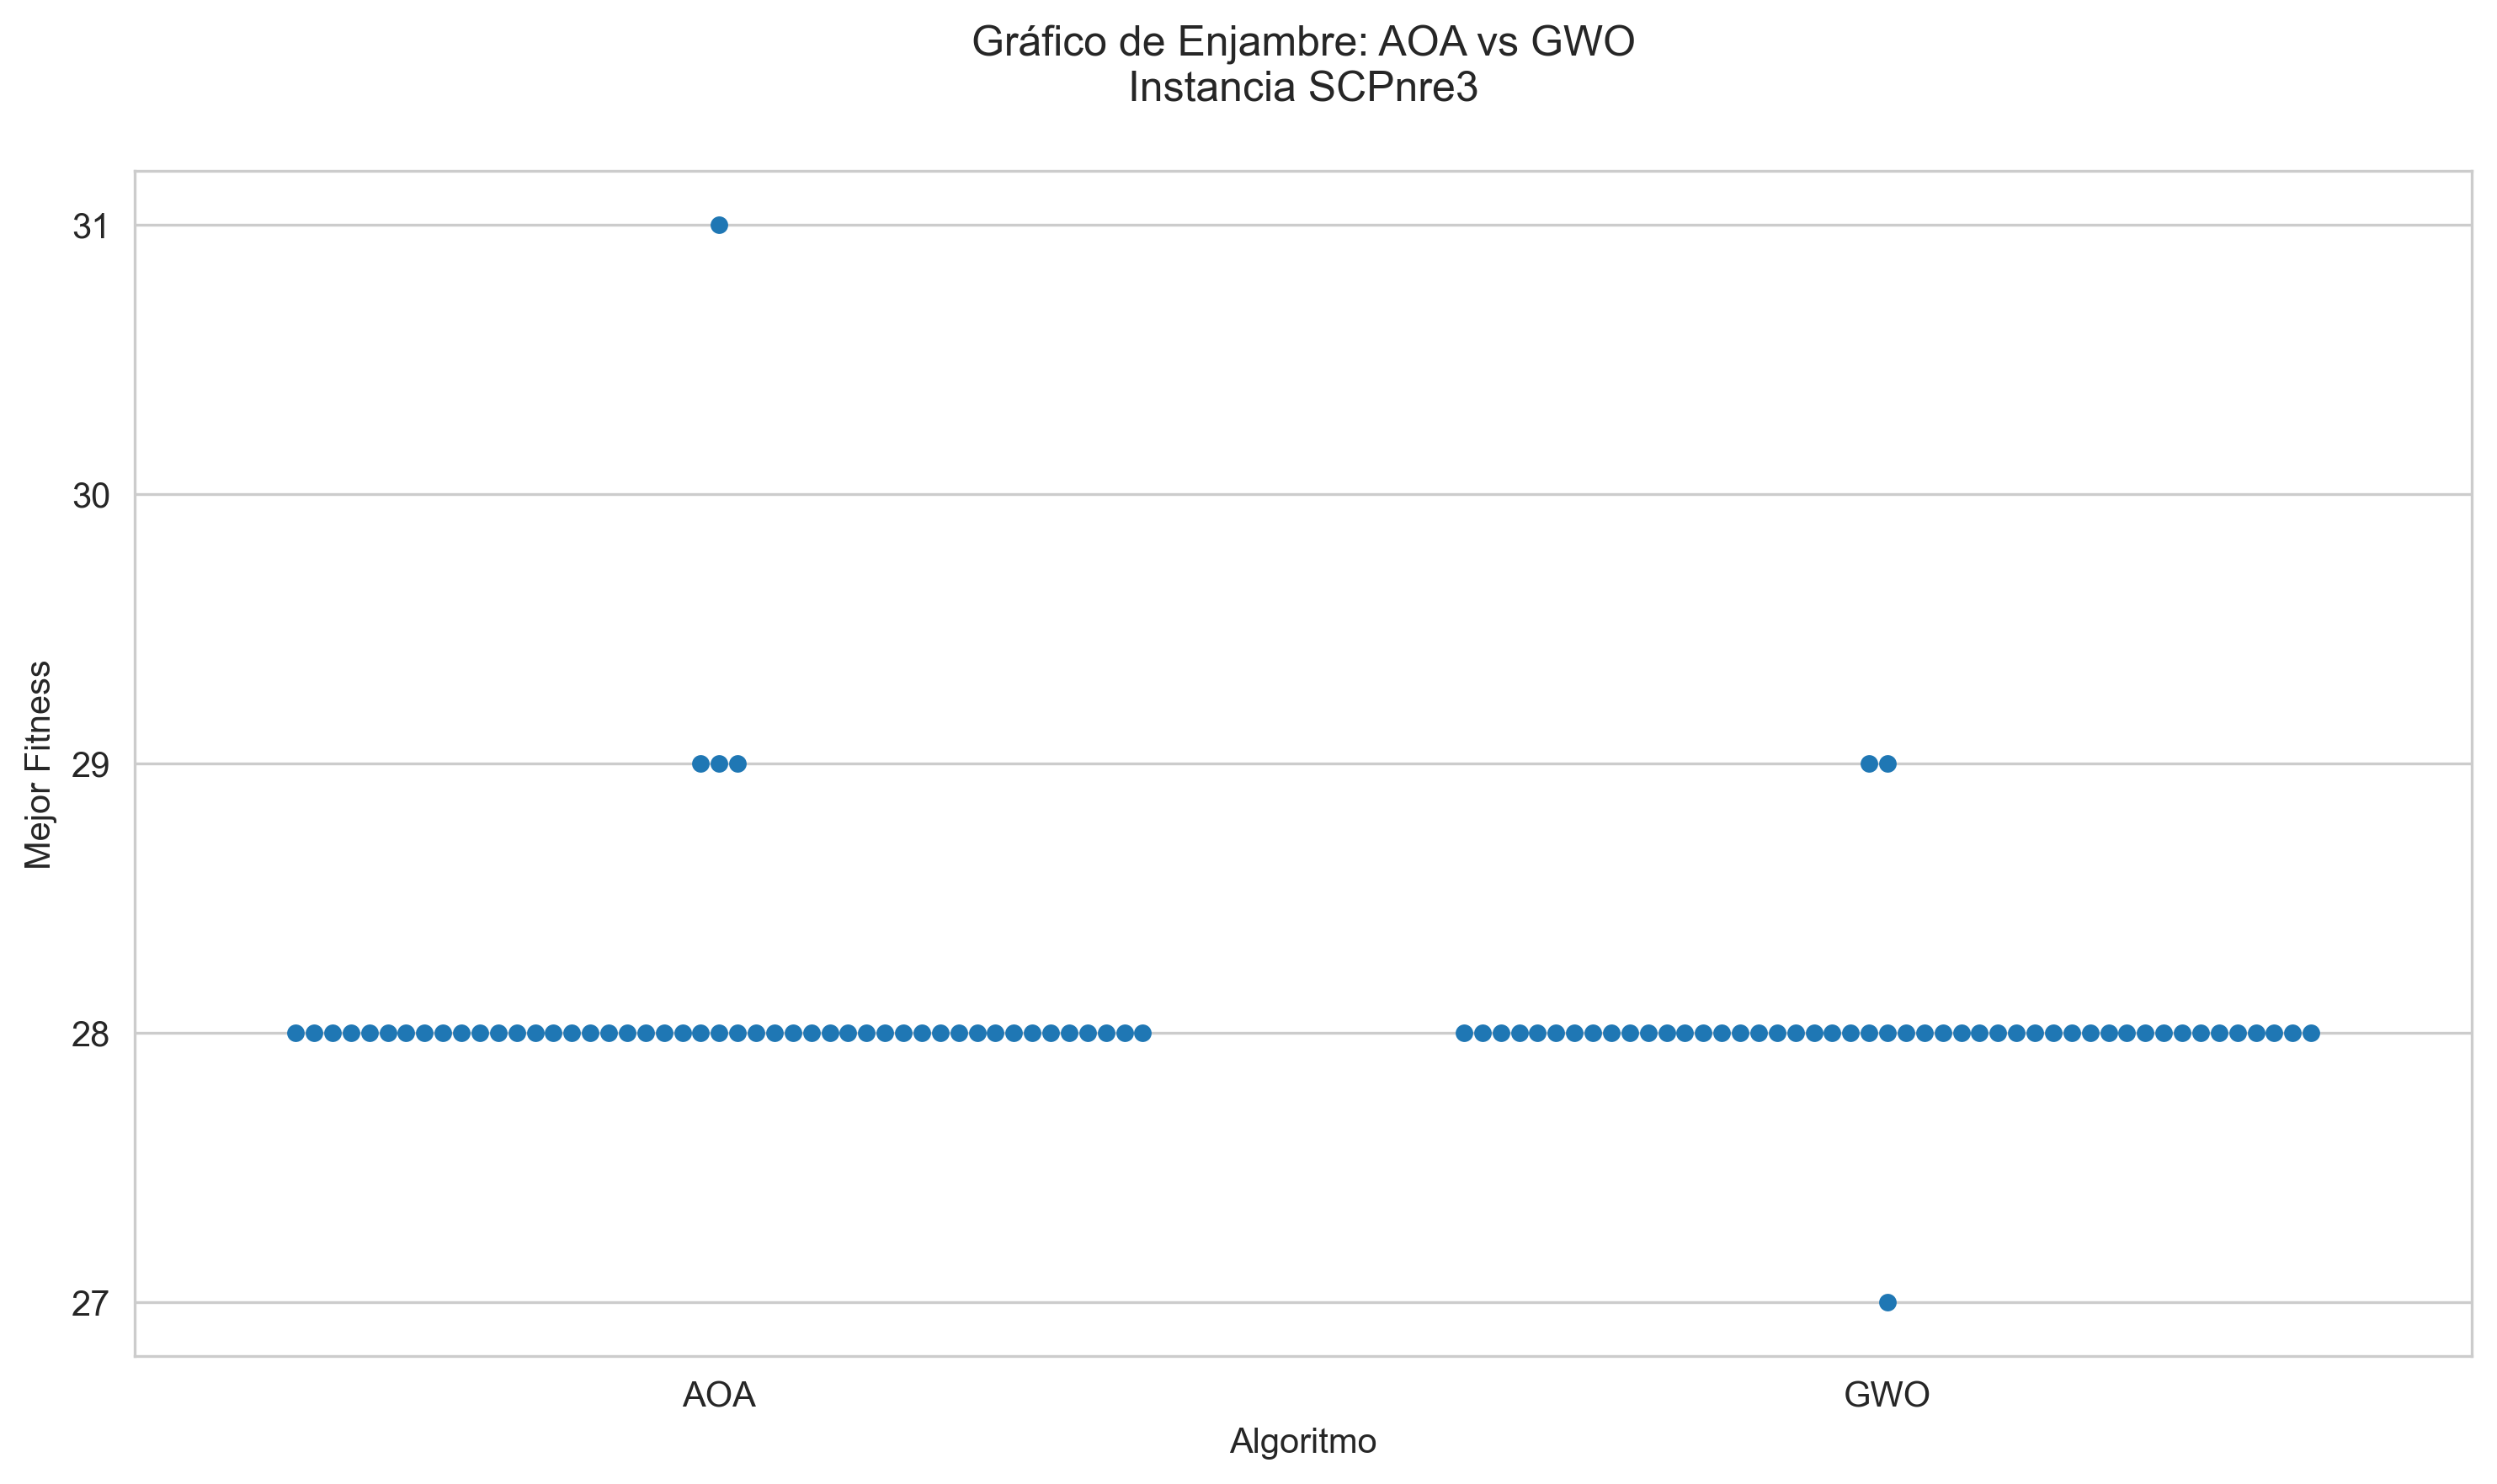 Gráfico de Enjambre: AOA vs GWO
Instancia SCPnre3
Mejor Fitness
31
30
29
28
27
AOA
GWO
Algoritmo